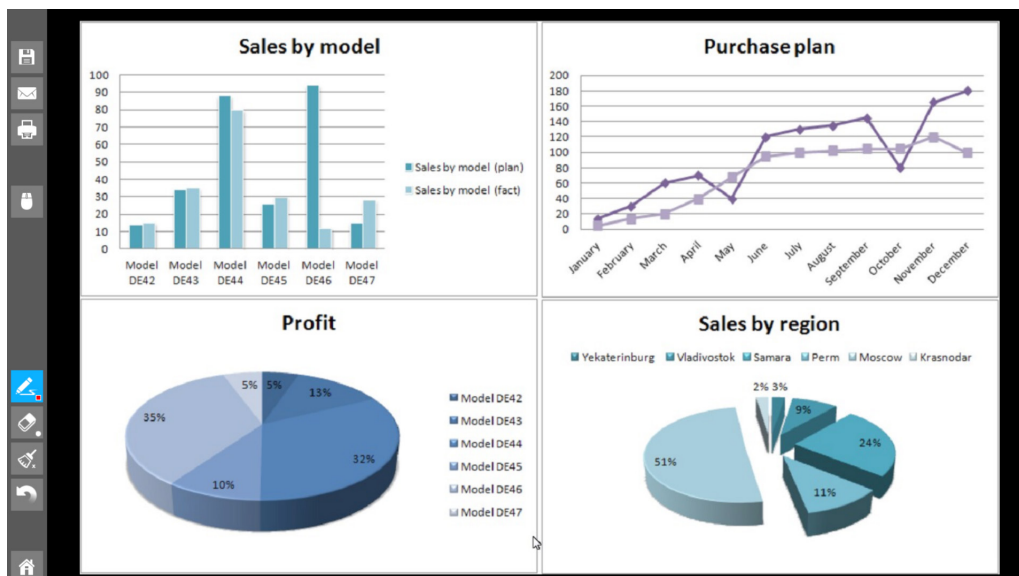 Sales by model
100
90
80
70
60
50
40
30
20
10
0
Model DE42
Model DE43
Model DE44
Model DE45
Model DE46
Model DE47
Sales by model (plan)
Sales by model (fact)
Purchase plan
200
180
160
140
120
100
80
60
40
20
0
January
February
March
April
May
June
July
August
September
October
November
December
Profit
5%
5%
13%
35%
32%
10%
Model DE42
Model DE43
Model DE44
Model DE45
Model DE46
Model DE47
Sales by region
Yekaterinburg Vladivostok Samara Perm Moscow Krasnodar
2% 3%
9%
24%
51%
11%